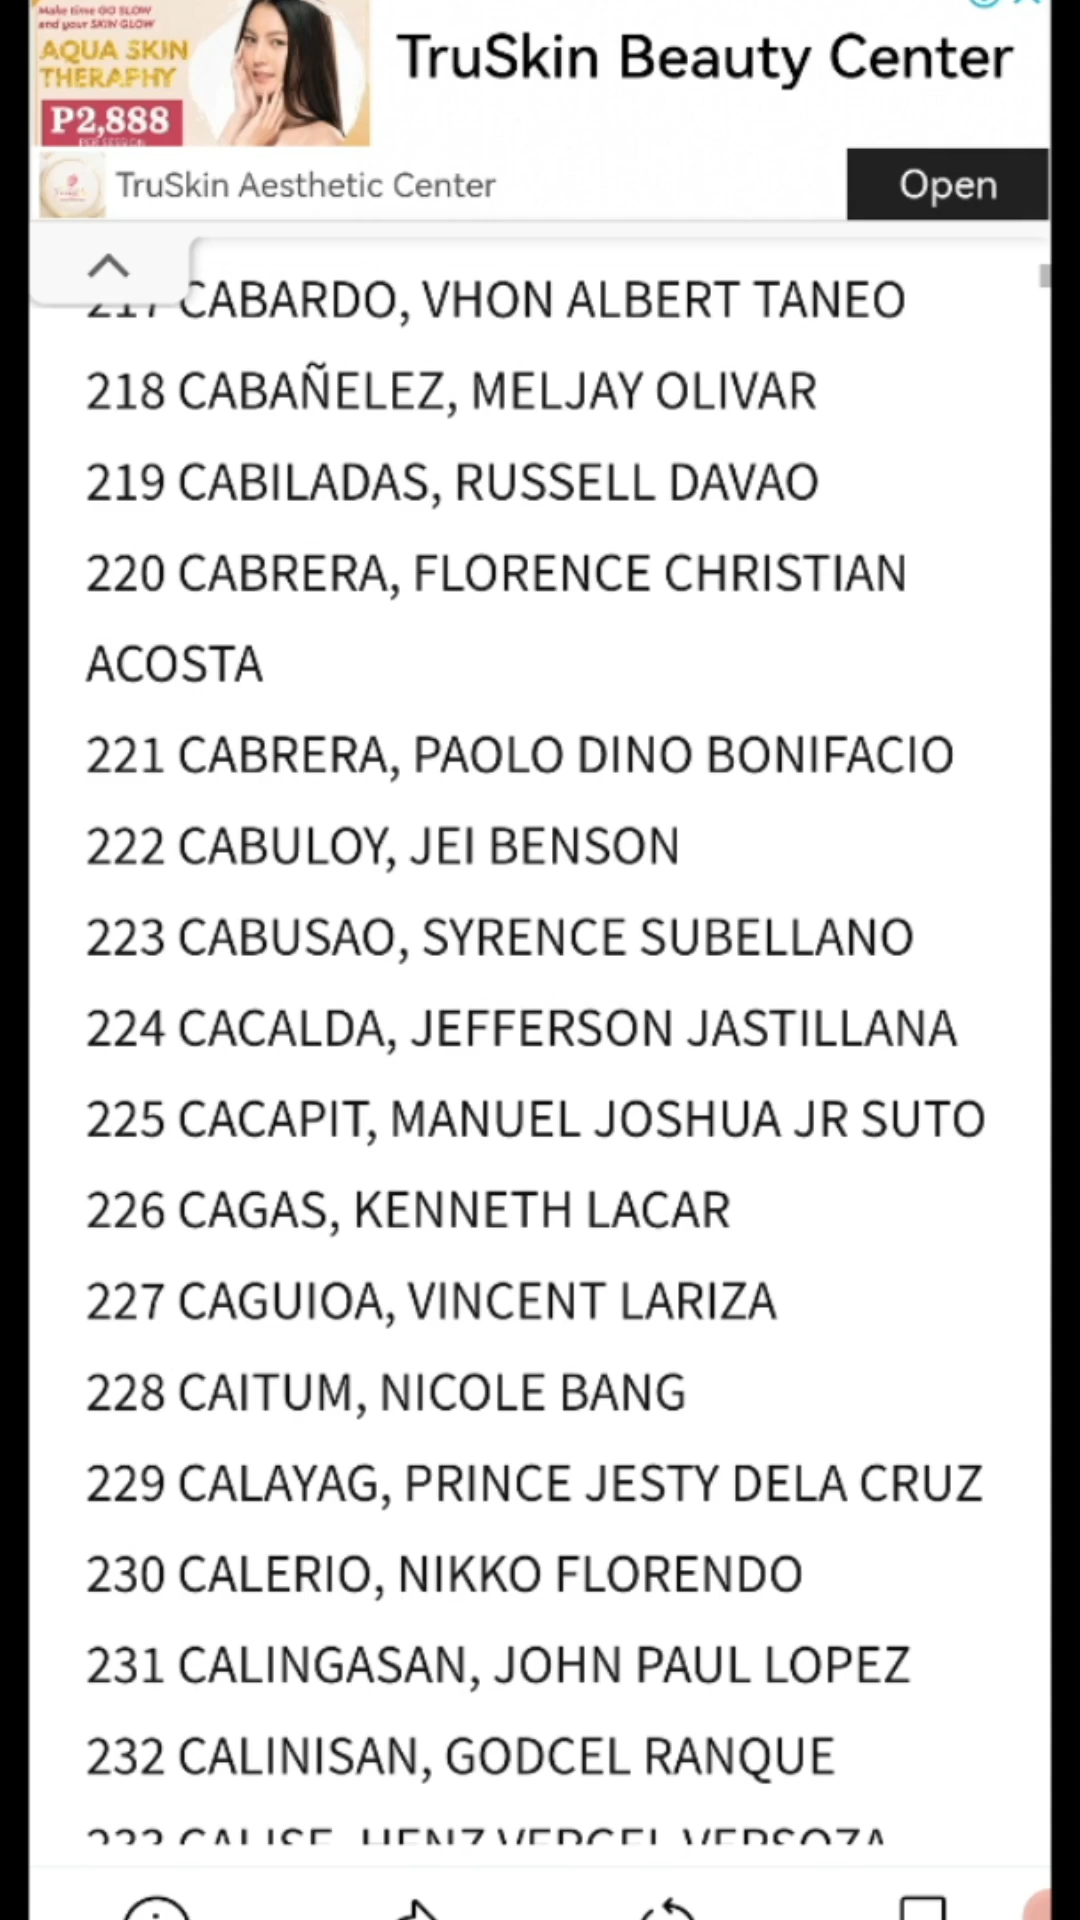 Make time GO SLOW
and your SKIN GLOW
AQUA SKIN
THERAPHY
P2,888
TruSkin Beauty Center
TruSkin Aesthetic Center
Open
217 CABARDO, VHON ALBERT TANEO
218 CABAÑELEZ, MELJAY OLIVAR
219 CABILADAS, RUSSELL DAVAO
220 CABRERA, FLORENCE CHRISTIAN
ACOSTA
221 CABRERA, PAOLO DINO BONIFACIO
222 CABULOY, JEI BENSON
223 CABUSAO, SYRENCE SUBELLANO
224 CACALDA, JEFFERSON JASTILLANA
225 CACAPIT, MANUEL JOSHUA JR SUTO
226 CAGAS, KENNETH LACAR
227 CAGUIOA, VINCENT LARIZA
228 CAITUM, NICOLE BANG
229 CALAYAG, PRINCE JESTY DELA CRUZ
230 CALERIO, NIKKO FLORENDO
231 CALINGASAN, JOHN PAUL LOPEZ
232 CALINISAN, GODCEL RANQUE